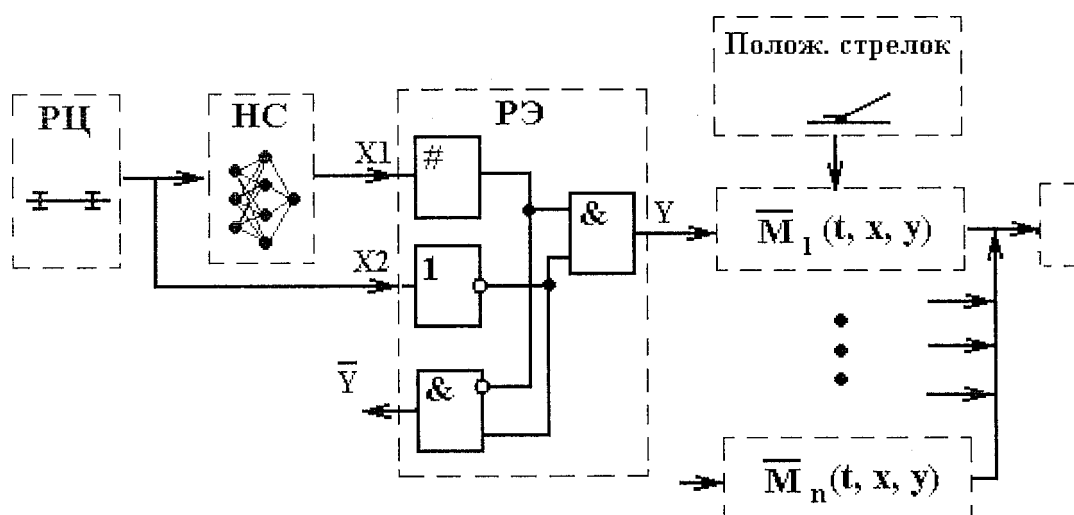 Полож. стрелок
РЦ
НС
РЭ
X1
#
&
Y
M̅ 1 (t, x, y)
X2
1
Y̅
&
M̅ n (t, x, y)